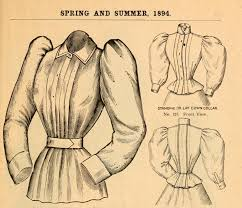 SPRING AND SUMMER, 1894.
STANDING OR LAY DOWN COLLAR.
Front View.